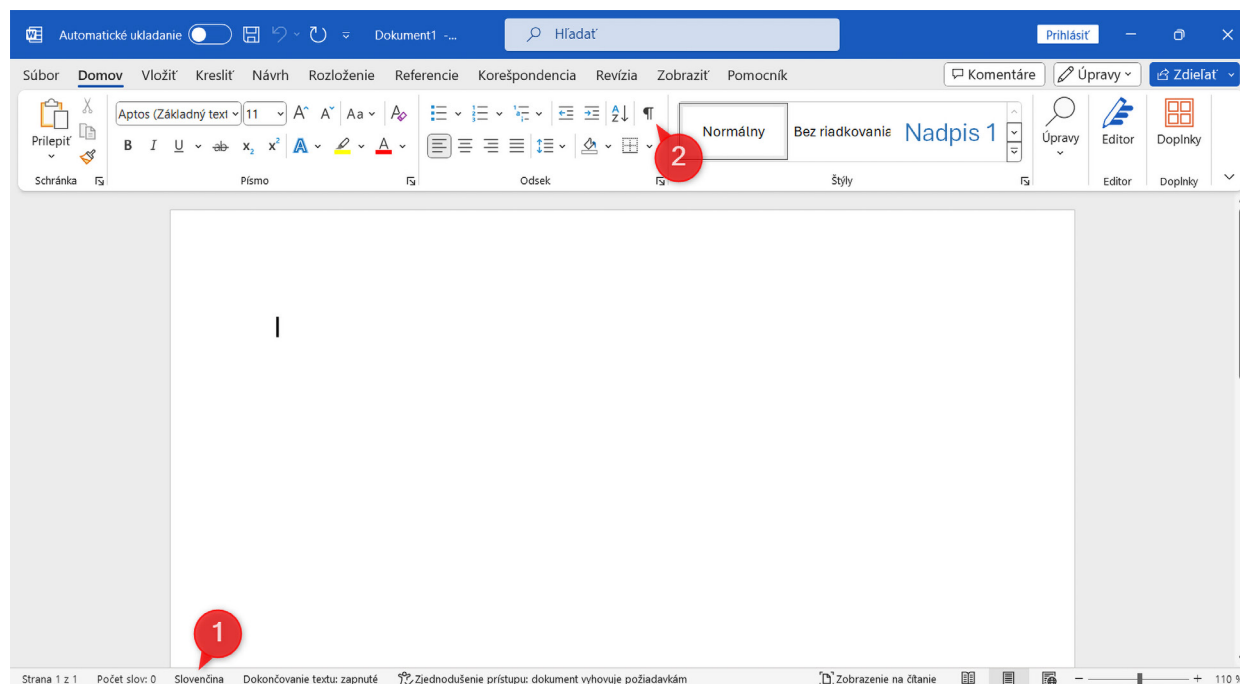 Automatické ukladanie Dokument1 -... Hľadať Prihlásiť
Súbor Domov Vložiť Kresliť Návrh Rozloženie Referencie Korešpondencia Revízia Zobraziť Pomocník Komentáre Úpravy Zdieľať
Aptos (Základný text 11 A A Aa A
Prilepiť B I U ab x₂ x² A A Normálny Bez riadkovania Nadpis 1 Úpravy Editor Doplnky
2
Schránka Písmo Odsek Štýly Editor Doplnky
1
Strana 1 z 1 Počet slov: 0 Slovenčina Dokončovanie textu: zapnuté Zjednodušenie prístupu: dokument vyhovuje požiadavkám Zobrazenie na čítanie 110 %